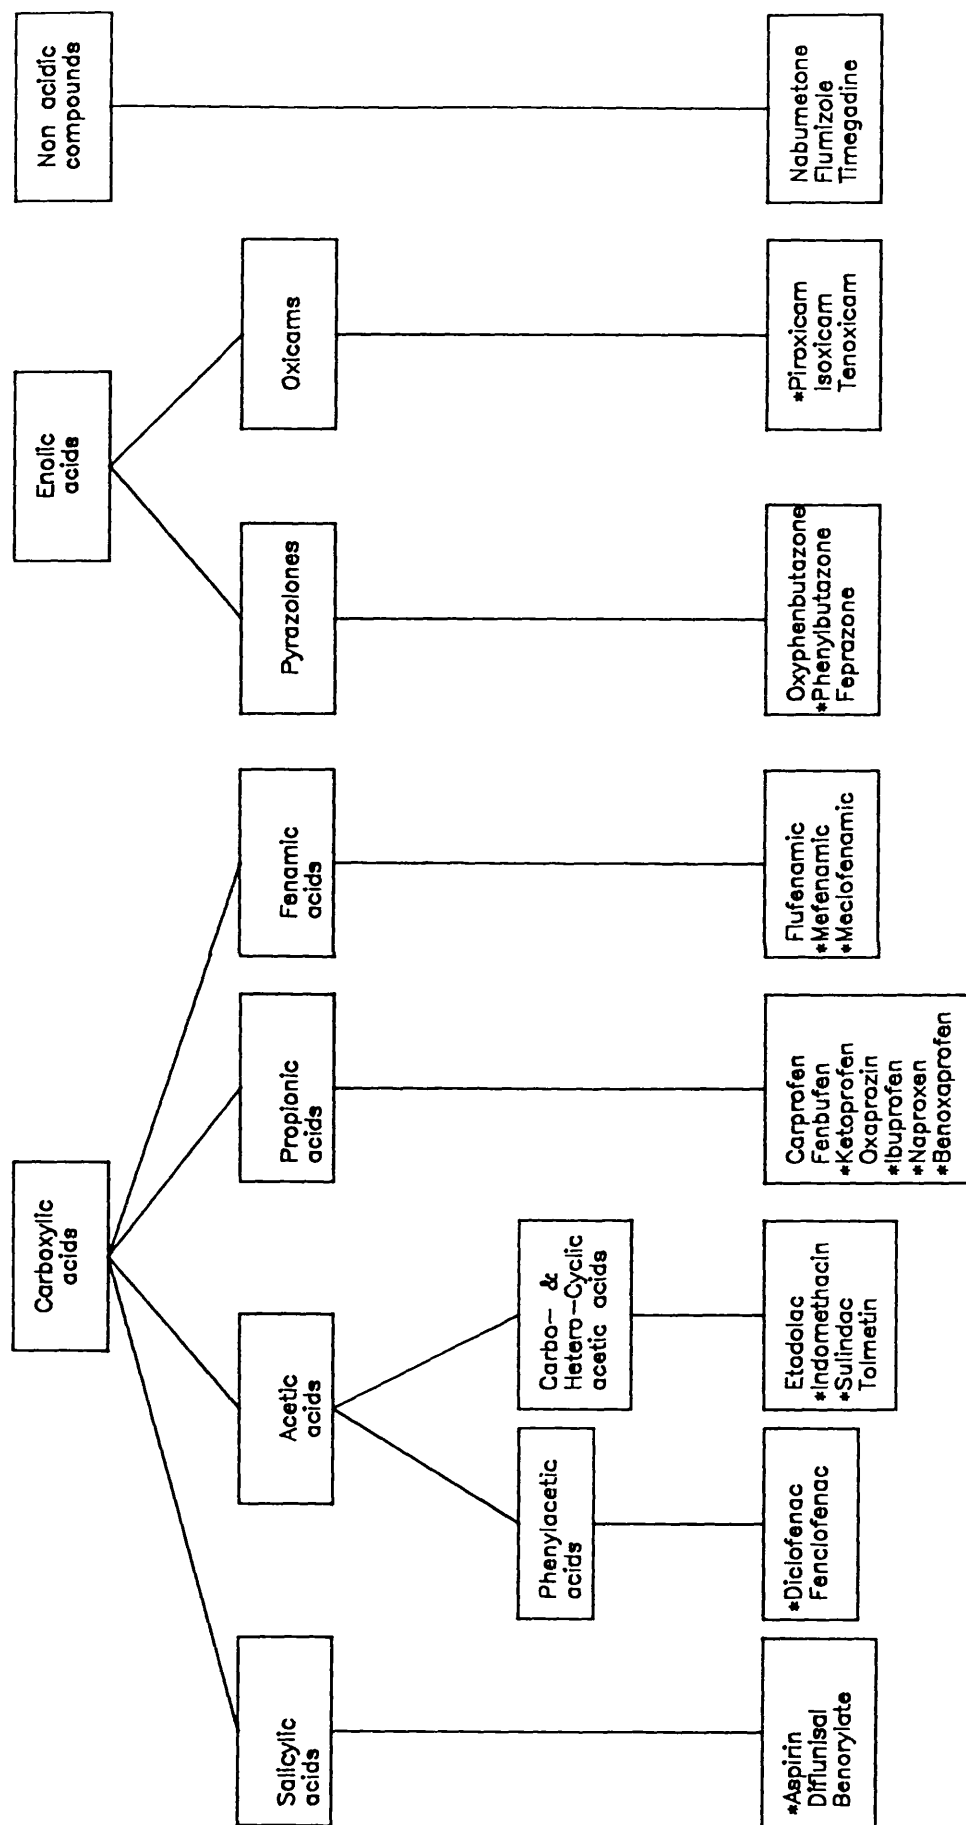 Carboxylic
acids
Enolic
acids
Non acidic
compounds
Salicylic
acids
Acetic
acids
Propionic
acids
Fenamic
acids
Pyrazolones
Oxicams
Phenylacetic
acids
Carbo- &
Hetero-Cyclic
acetic acids
*Aspirin
Diflunisal
Benorylate
*Diclofenac
Fenclofenac
Etodolac
*Indomethacin
*Sulindac
Tolmetin
Carprofen
Fenbufen
*Ketoprofen
Oxaprazin
*Ibuprofen
*Naproxen
*Benoxaprofen
Flufenamic
*Mefenamic
*Meclofenamic
Oxyphenbutazone
*Phenylbutazone
Feprazone
*Piroxicam
Isoxicam
Tenoxicam
Nabumetone
Flumizole
Timegadine